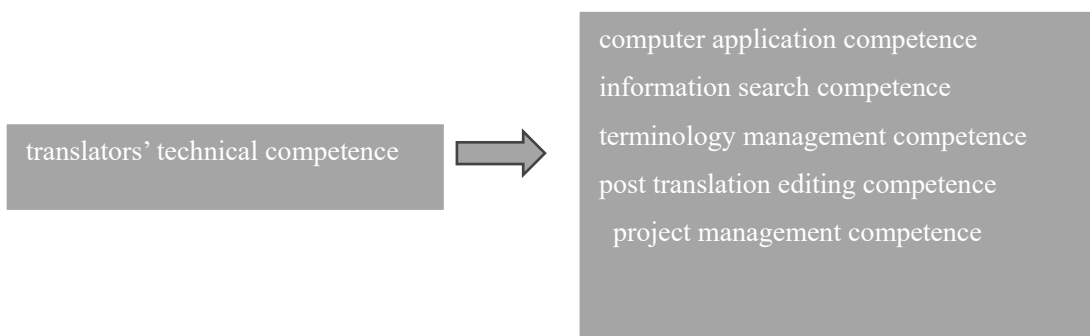 translators’ technical competence
computer application competence
information search competence
terminology management competence
post translation editing competence
project management competence